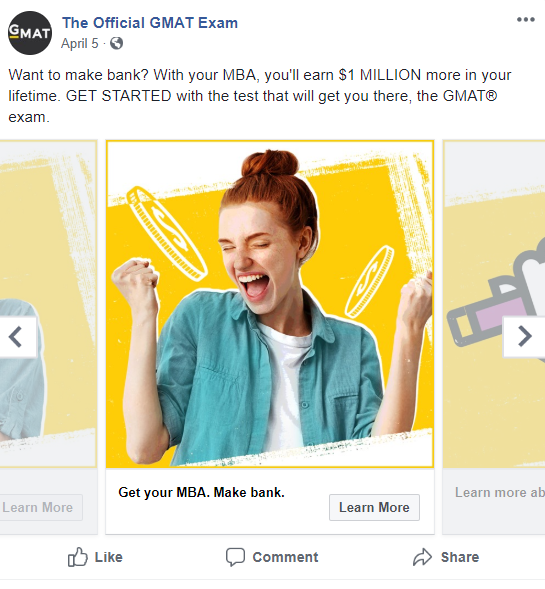 GMAT
The Official GMAT Exam
April 5 ·
Want to make bank? With your MBA, you'll earn $1 MILLION more in your
lifetime. GET STARTED with the test that will get you there, the GMAT®
exam.
Get your MBA. Make bank.
Learn More
Learn More
Learn more ab
Like
Comment
Share